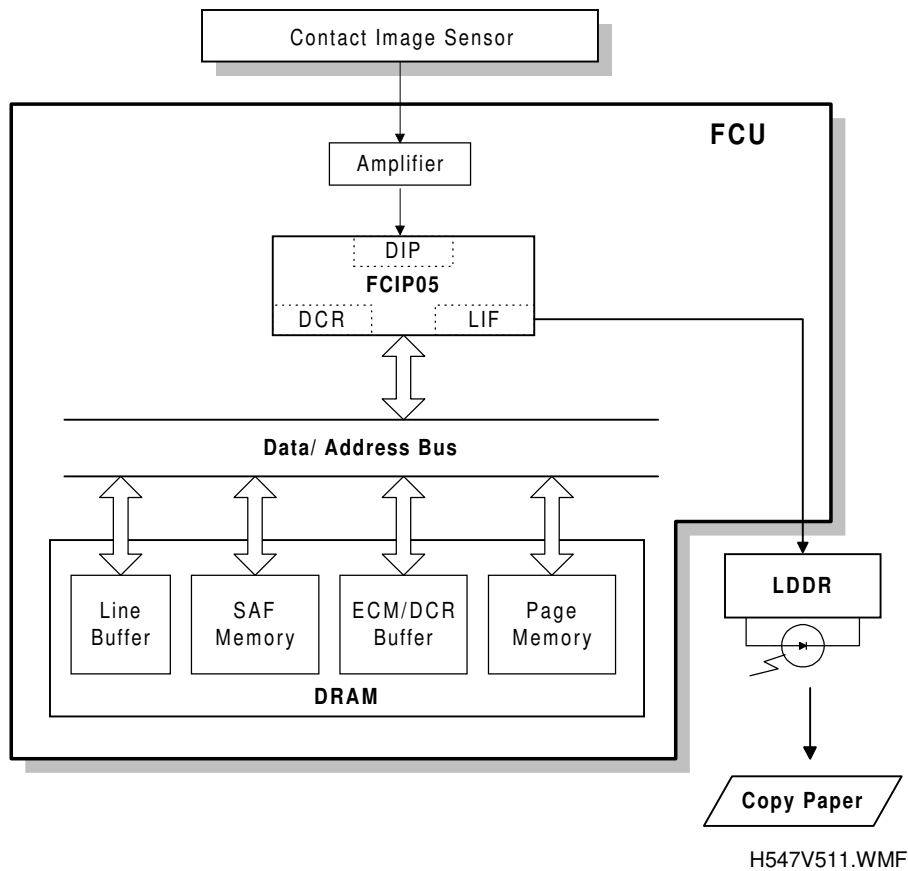 Contact Image Sensor
FCU
Amplifier
DIP
FCIP05
DCR
LIF
Data/ Address Bus
Line
Buffer
SAF
Memory
ECM/DCR
Buffer
Page
Memory
DRAM
LDDR
Copy Paper
H547V511.WMF